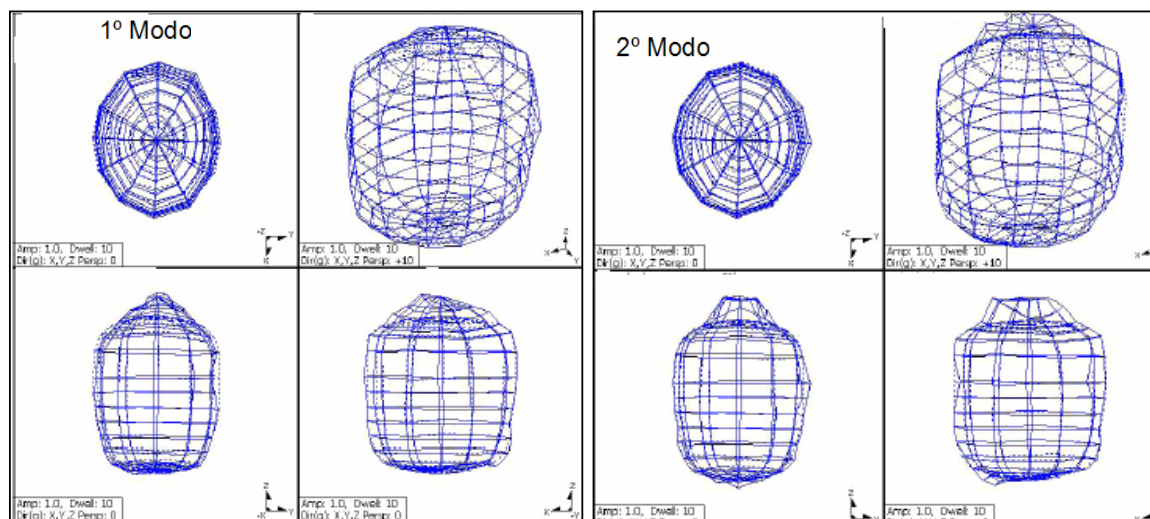 1º Modo
-Z
Y
X
Amp: 1.0, Dwell: 10
Dir(g): X,Y,Z Persp: 0
Z
X
Y
Amp: 1.0, Dwell: 10
Dir(g): X,Y,Z Persp: +10
Z
-X
Y
Amp: 1.0, Dwell: 10
Dir(g): X,Y,Z Persp: 0
Z
X
-Y
Amp: 1.0, Dwell: 10
Dir(g): X,Y,Z Persp: 0
2º Modo
-Z
Y
X
Amp: 1.0, Dwell: 10
Dir(g): X,Y,Z Persp: 0
Z
X
Amp: 1.0, Dwell: 10
Dir(g): X,Y,Z Persp: +10
Z
Y
Amp: 1.0, Dwell: 10
Z
X
Amp: 1.0, Dwell: 10